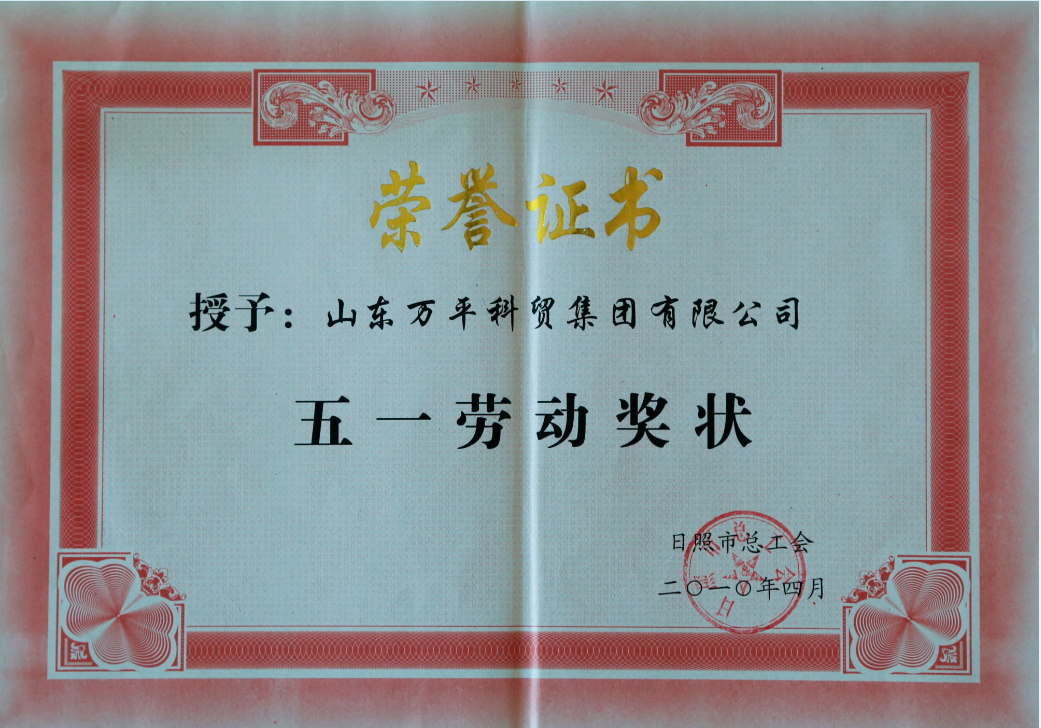 荣誉证书
授予：山东万平科贸集团有限公司
五一劳动奖状
日照市总工会
二〇一〇年四月